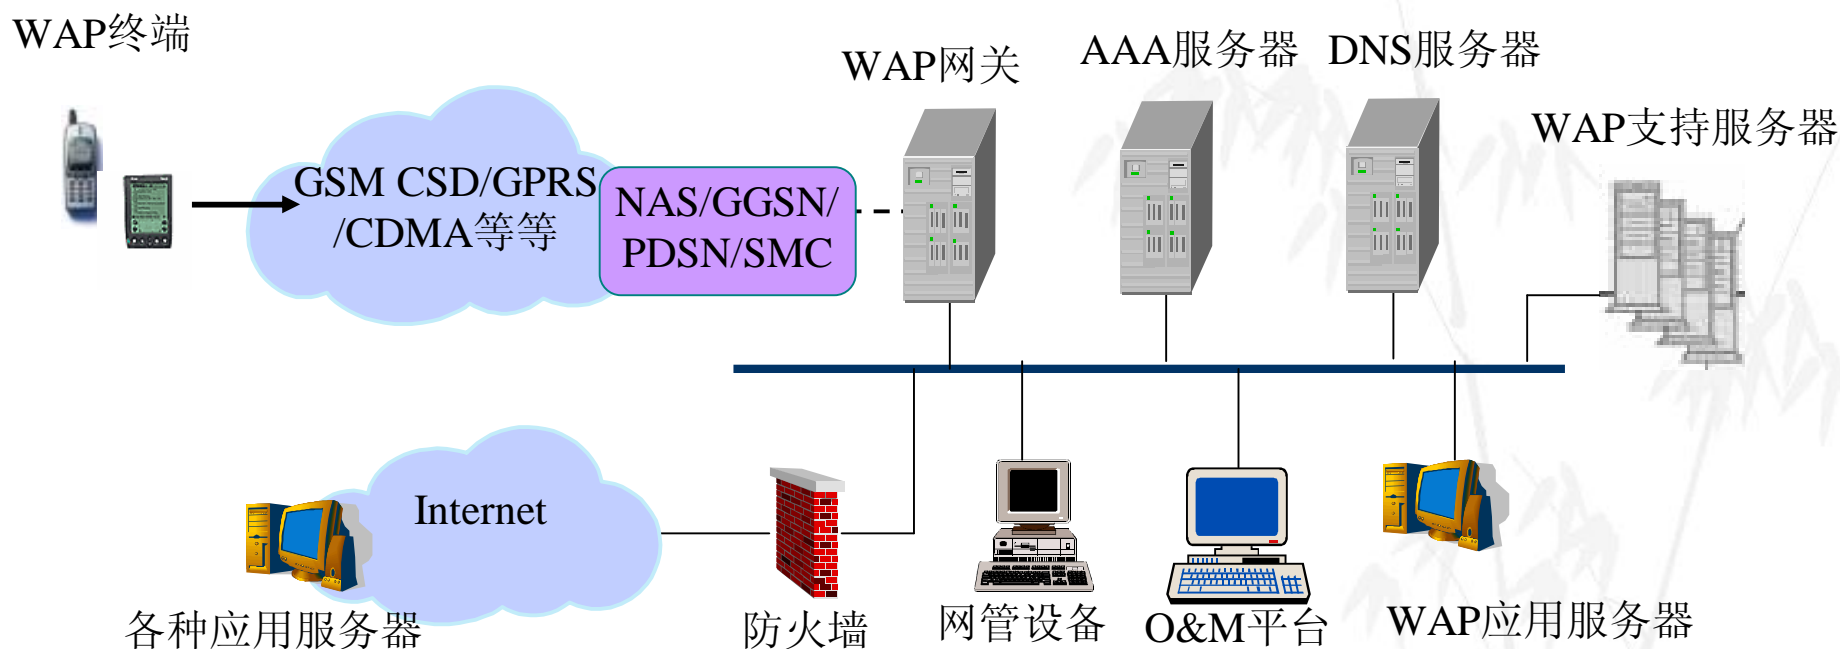 WAP终端
WAP网关
AAA服务器
DNS服务器
WAP支持服务器
GSM CSD/GPRS
/CDMA等等
NAS/GGSN/
PDSN/SMC
Internet
各种应用服务器
防火墙
网管设备
O&M平台
WAP应用服务器